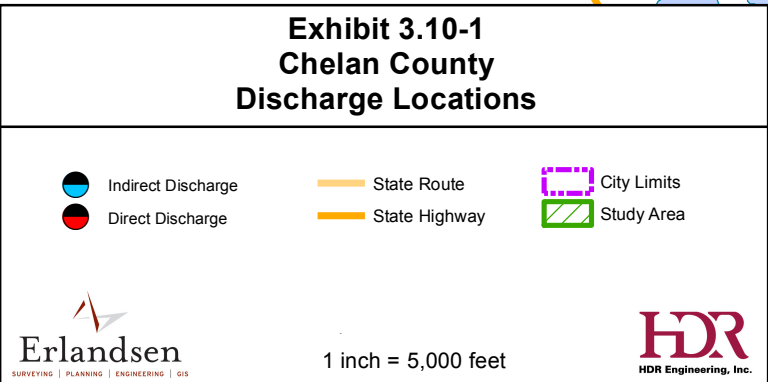 Exhibit 3.10-1
Chelan County
Discharge Locations
Indirect Discharge
Direct Discharge
State Route
State Highway
City Limits
Study Area
Erlandsen
SURVEYING | PLANNING | ENGINEERING | GIS
1 inch = 5,000 feet
HDR
HDR Engineering, Inc.